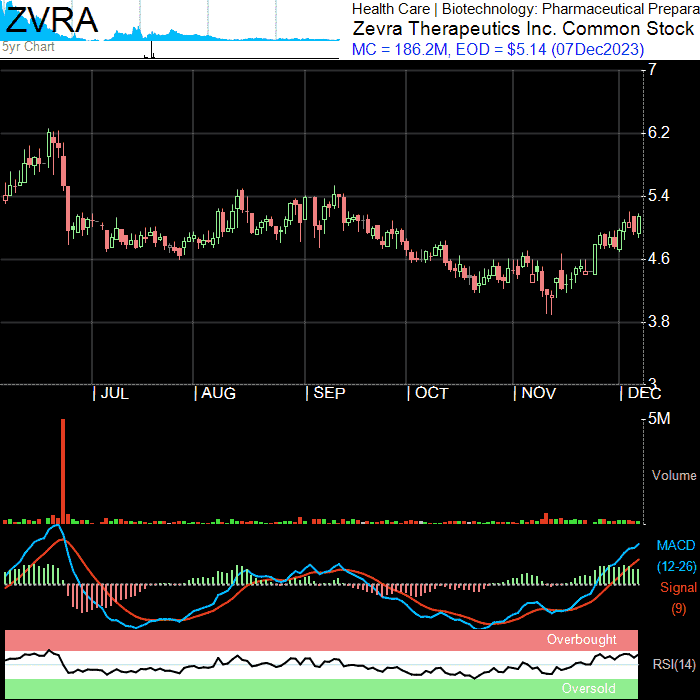 ZVRA
5yr Chart
Health Care | Biotechnology: Pharmaceutical Prepara
Zevra Therapeutics Inc. Common Stock
MC = 186.2M, EOD = $5.14 (07Dec2023)
7
6.2
5.4
4.6
3.8
3
| JUL | AUG | SEP | OCT | NOV | DEC
5M
Volume
MACD
(12-26)
Signal
(9)
Overbought
RSI(14)
Oversold